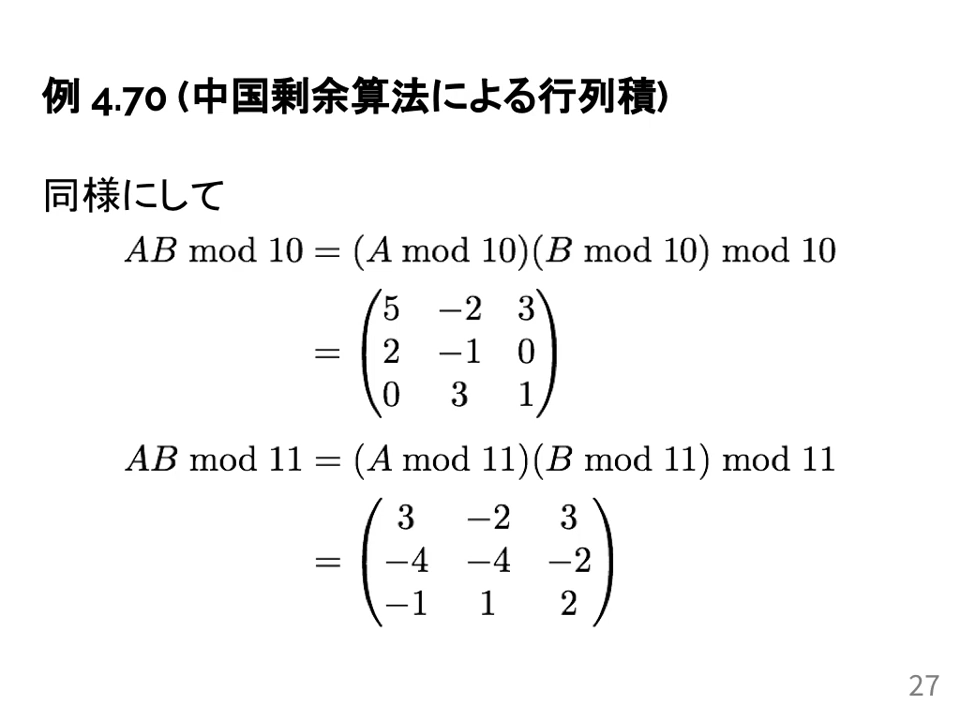 例 4.70 (中国剰余算法による行列積)
同様にして
AB mod 10 = (A mod 10)(B mod 10) mod 10
= (5 −2 3
2 −1 0
0 3 1)
AB mod 11 = (A mod 11)(B mod 11) mod 11
= (3 −2 3
−4 −4 −2
−1 1 2)
27